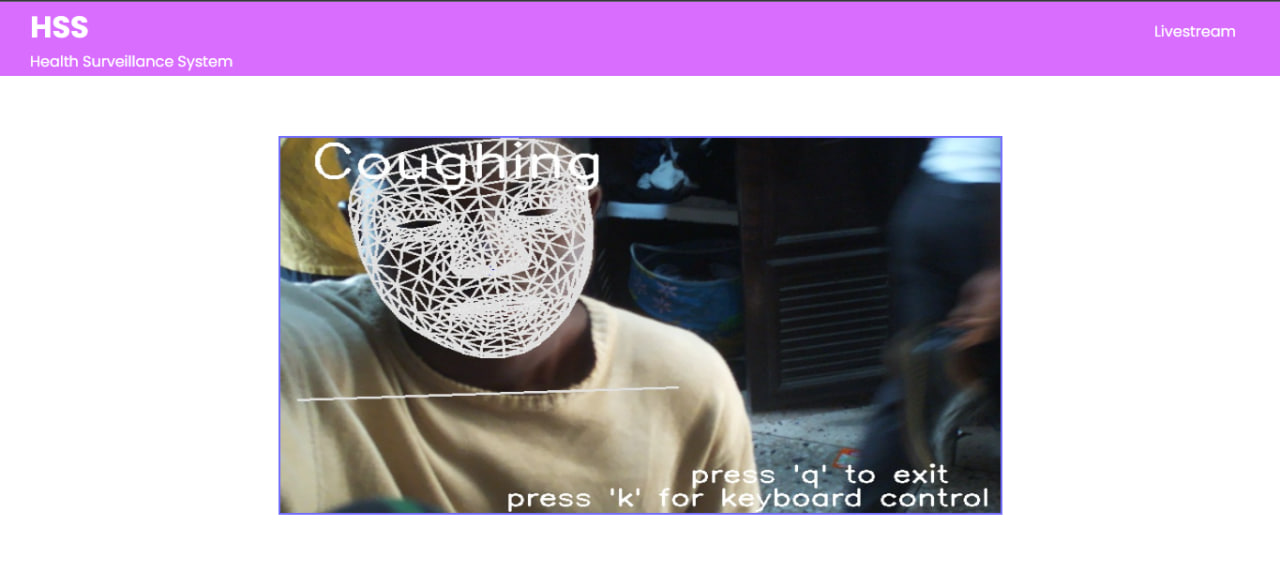 HSS
Health Surveillance System
Livestream
Coughing
press 'q' to exit
press 'k' for keyboard control